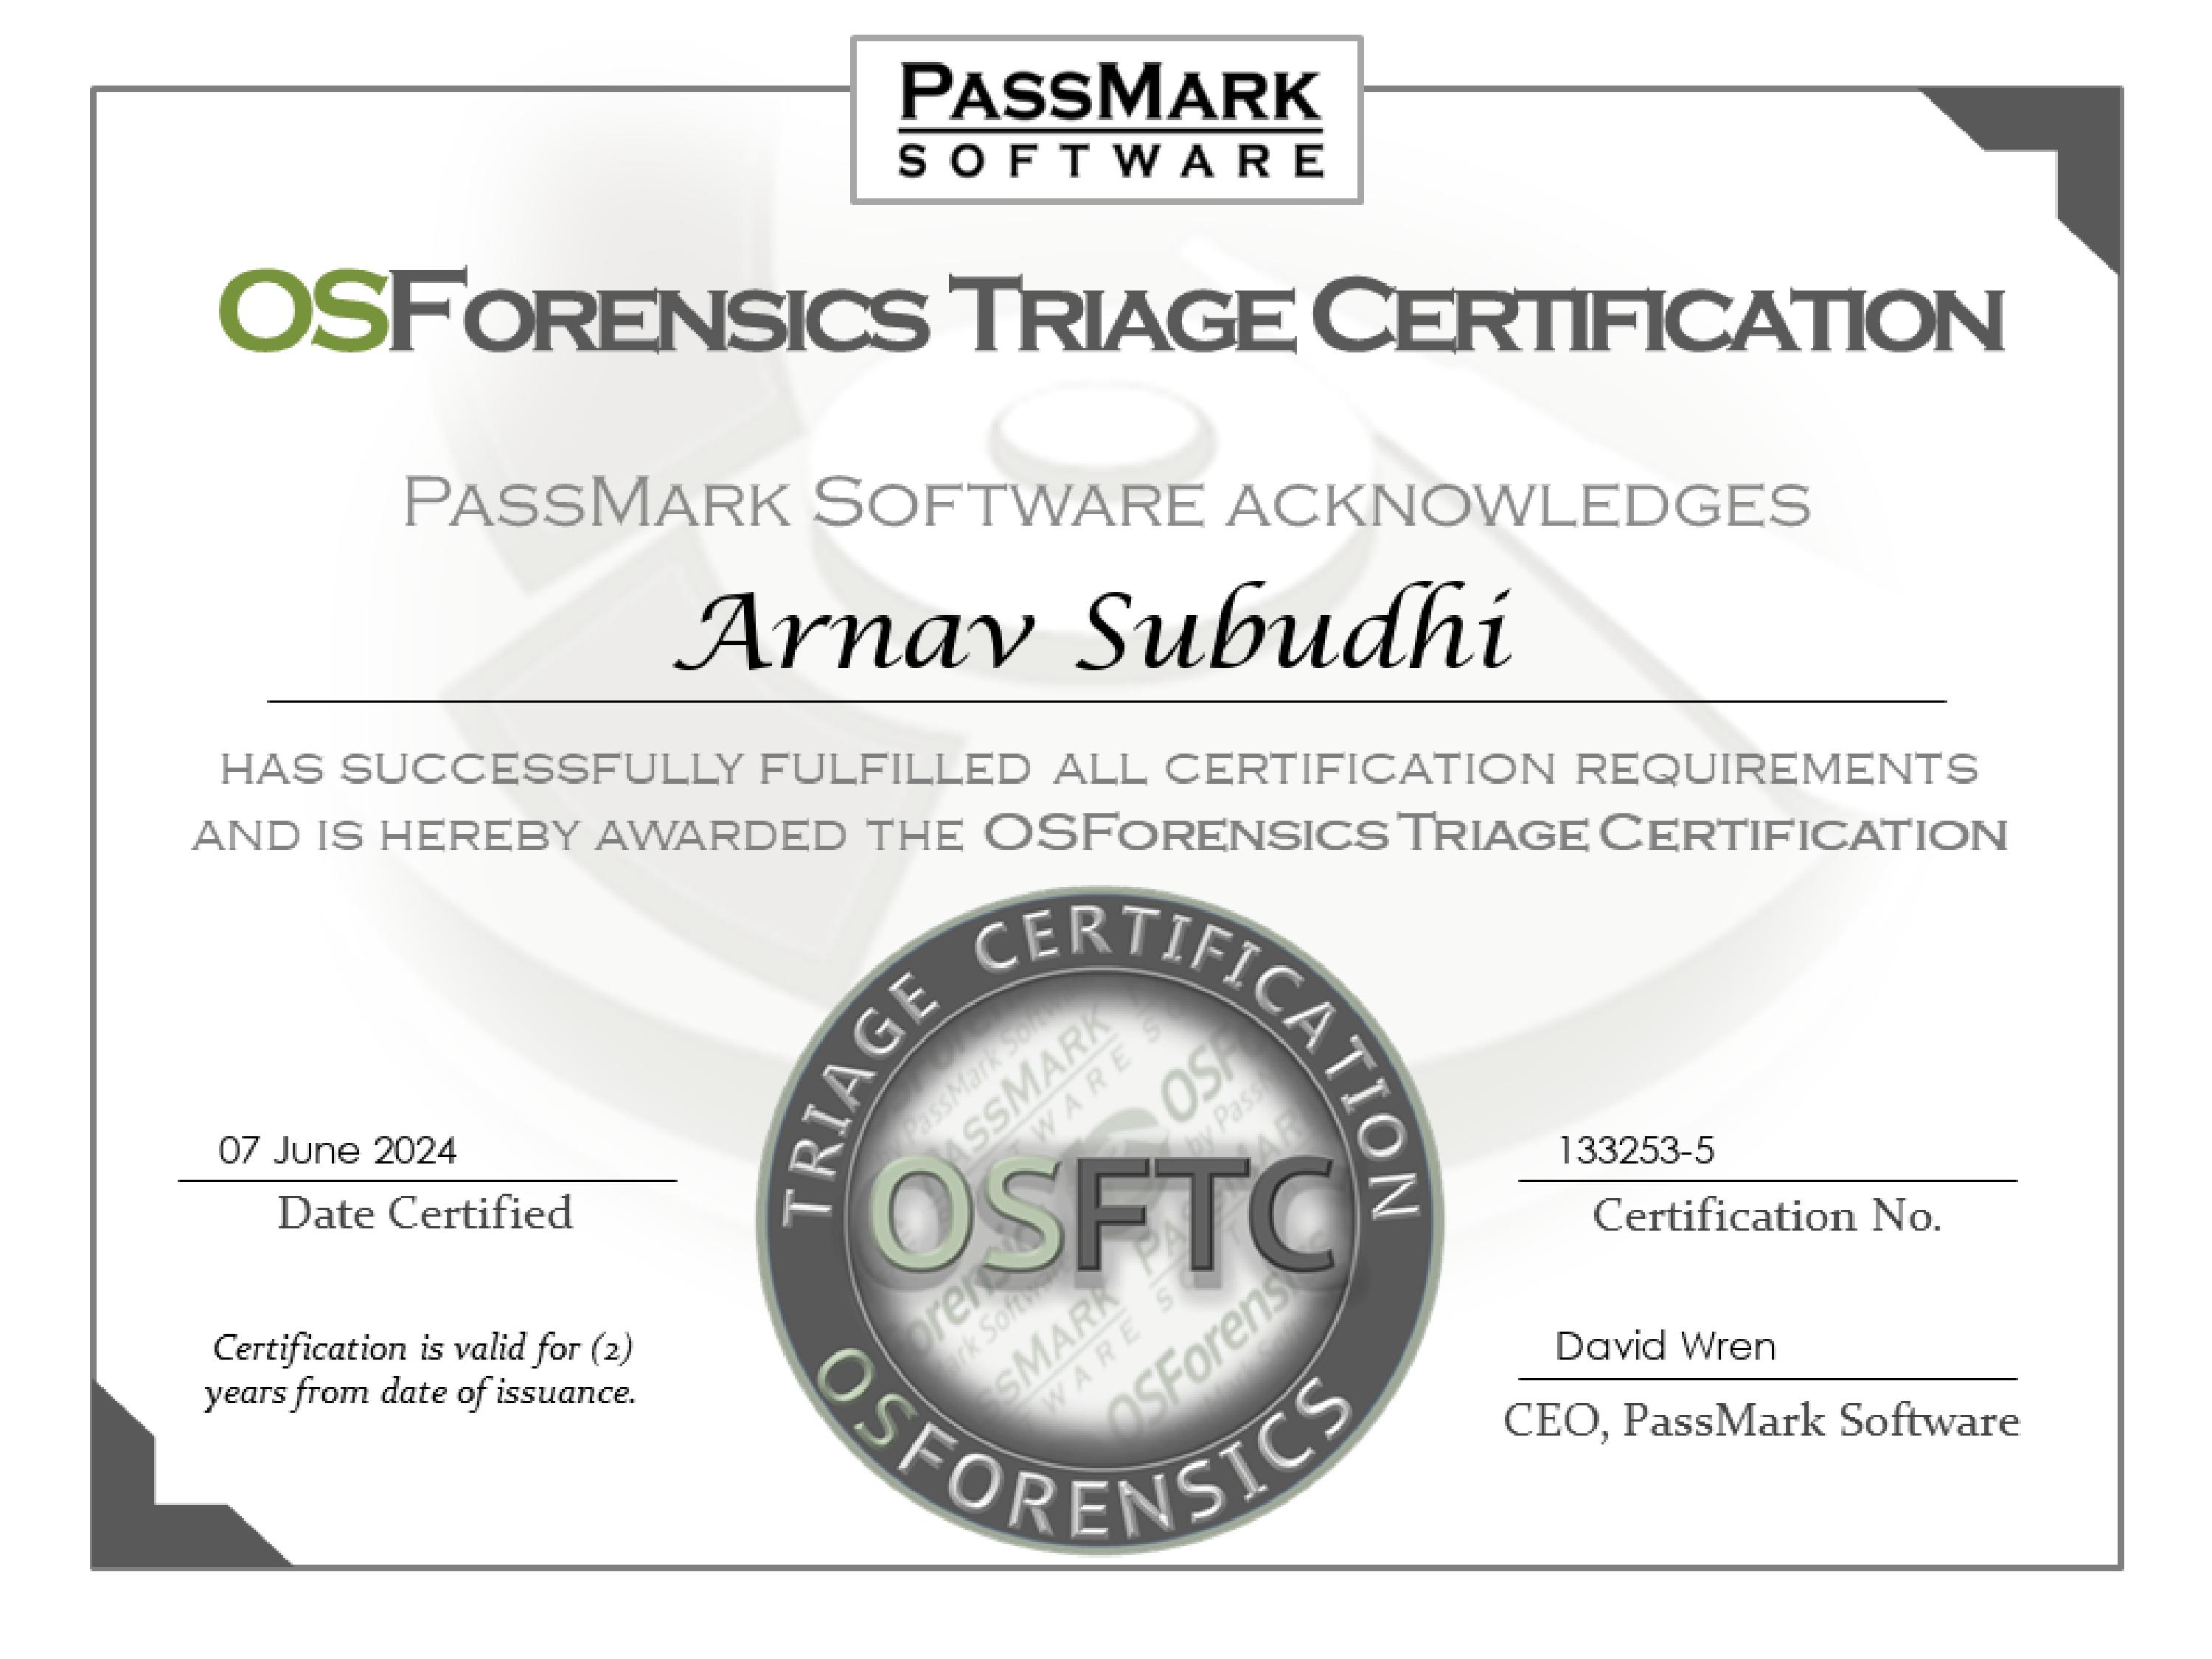 PASSMARK
SOFTWARE
OSFORENSICS TRIAGE CERTIFICATION
PASSMARK SOFTWARE ACKNOWLEDGES
Arnav Subudhi
HAS SUCCESSFULLY FULFILLED ALL CERTIFICATION REQUIREMENTS
AND IS HEREBY AWARDED THE OSFORENSICS TRIAGE CERTIFICATION
TRIAGE CERTIFICATION
OSFTC
OSFORENSICS
07 June 2024
Date Certified
Certification is valid for (2)
years from date of issuance.
133253-5
Certification No.
David Wren
CEO, PassMark Software